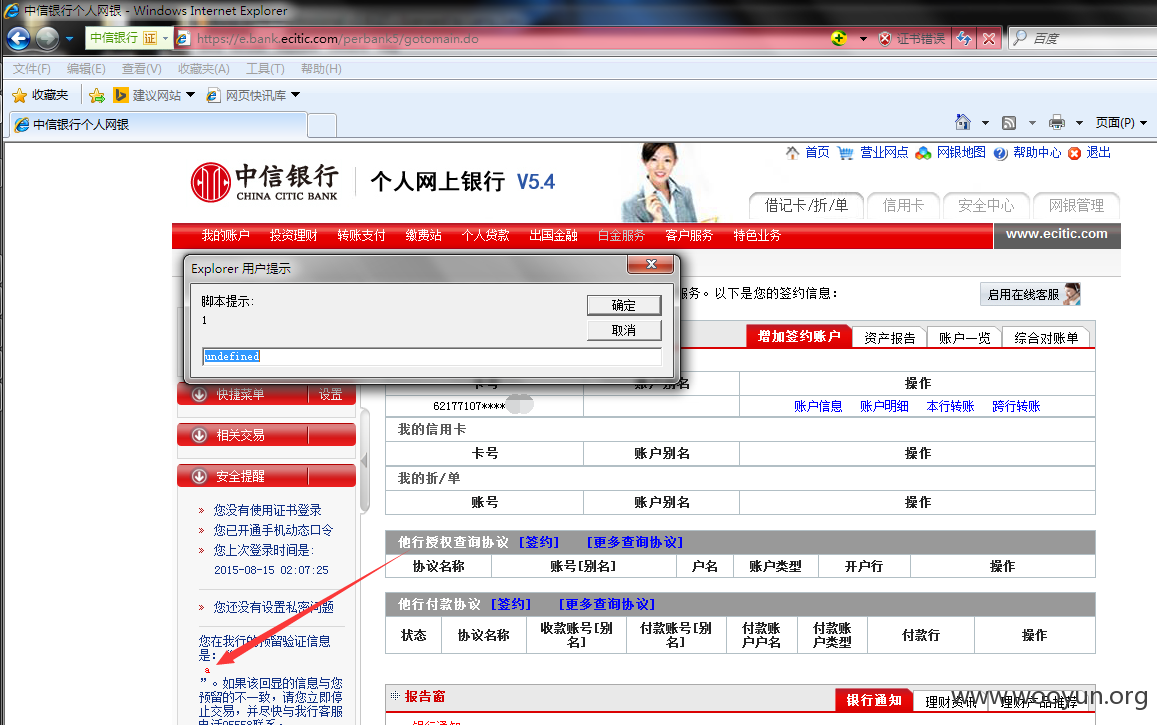 中信银行个人网银 - Windows Internet Explorer
中信银行 证 https://e.bank.ecitic.com/perbank5/gotomain.do 证书错误 百度
文件(F) 编辑(E) 查看(V) 收藏夹(A) 工具(T) 帮助(H)
收藏夹 建议网站 网页快讯库
中信银行个人网银 页面(P)
首页 营业网点 网银地图 帮助中心 退出
中信银行 CHINA CITIC BANK 个人网上银行 V5.4
借记卡/折/单 信用卡 安全中心 网银管理
我的账户 投资理财 转账支付 缴费站 个人贷款 出国金融 白金服务 客户服务 特色业务 www.ecitic.com
Explorer 用户提示
脚本提示:
1
确定
取消
undefined
服务。以下是您的签约信息: 启用在线客服
增加签约账户 资产报告 账户一览 综合对账单
卡号 账户别名 操作
62177107**** 账户信息 账户明细 本行转账 跨行转账
我的信用卡
卡号 账户别名 操作
我的折/单
账号 账户别名 操作
他行授权查询协议 [签约] [更多查询协议]
协议名称 账号[别名] 户名 账户类型 开户行 操作
他行付款协议 [签约] [更多查询协议]
状态 协议名称 收款账号[别名] 付款账号[别名] 付款账户户名 付款账户类型 付款行 操作
报告窗 银行通知 理财资讯 理财产品推荐
银行通知
快捷菜单 设置
相关交易
安全提醒
» 您没有使用证书登录
» 您已开通手机动态口令
» 您上次登录时间是:
2015-08-15 02:07:25
» 您还没有设置私密问题
您在我行的预留验证信息
是:
a
”。如果该回显的信息与您
预留的不一致，请您立即停
止交易，并尽快与我行客服
电话95558联系。
www.wooyun.org